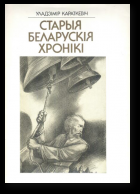 УЛАДЗІМІР КАРАТКЕВІЧ
СТАРЫЯ
БЕЛАРУСКІЯ
ХРОНІКІ